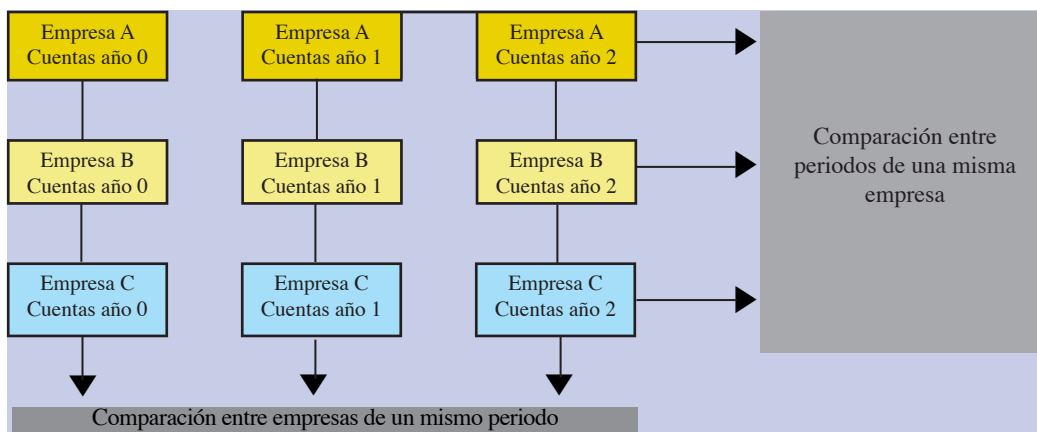 Empresa A
Cuentas año 0
Empresa A
Cuentas año 1
Empresa A
Cuentas año 2
Comparación entre
periodos de una misma
empresa
Empresa B
Cuentas año 0
Empresa B
Cuentas año 1
Empresa B
Cuentas año 2
Empresa C
Cuentas año 0
Empresa C
Cuentas año 1
Empresa C
Cuentas año 2
Comparación entre empresas de un mismo periodo